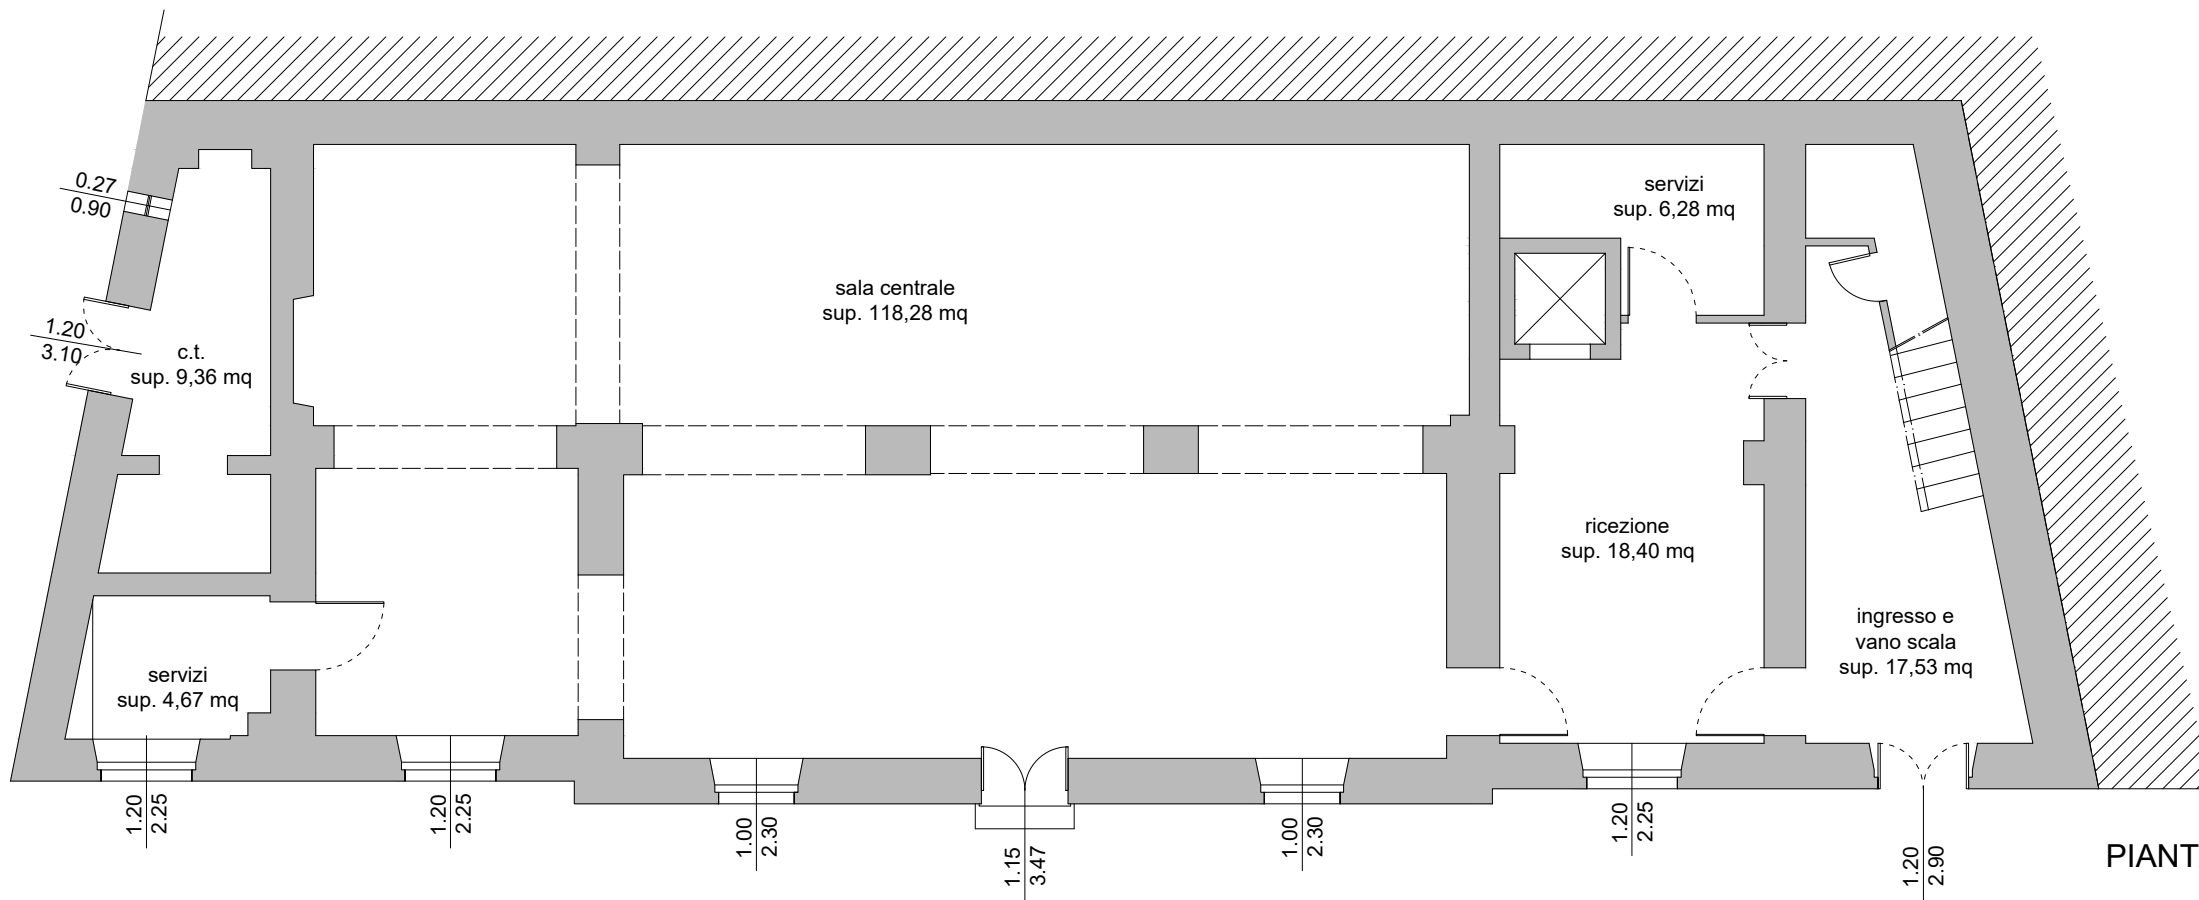 servizi
sup. 6,28 mq
0.27
0.90
sala centrale
sup. 118,28 mq
1.20
3.10
c.t.
sup. 9,36 mq
ricezione
sup. 18,40 mq
ingresso e
vano scala
sup. 17,53 mq
servizi
sup. 4,67 mq
1.20
2.25
1.20
2.25
1.00
2.30
1.15
3.47
1.00
2.30
1.20
2.25
1.20
2.90
PIANT